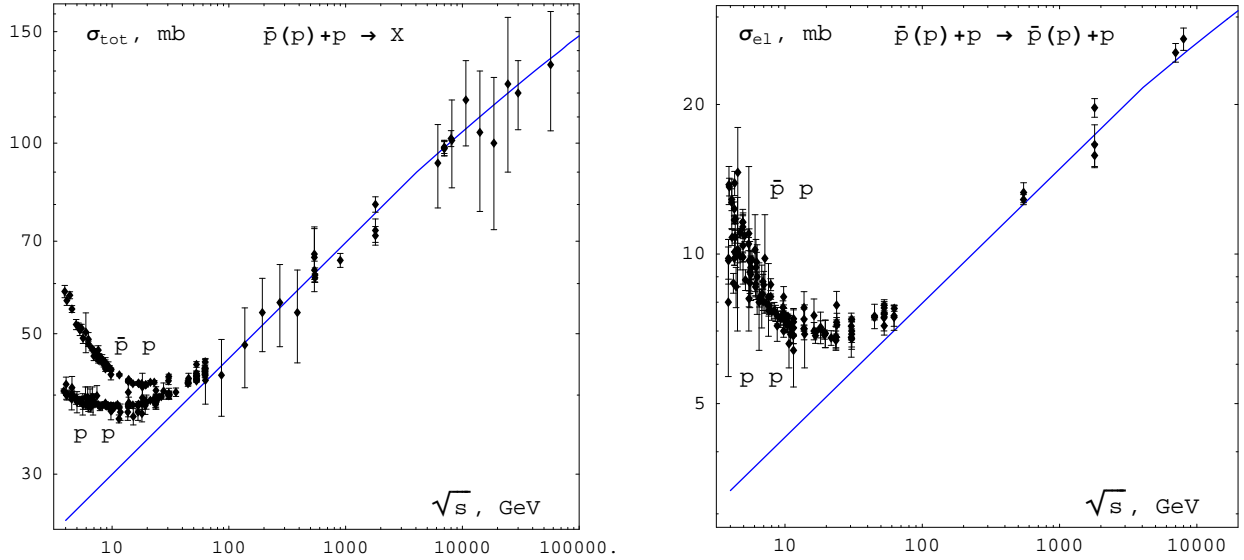 σtot, mb p̄(p)+p → X
150
100
70
50
30
p̄ p
p p
√s, GeV
10 100 1000 10000 100000.
σel, mb p̄(p)+p → p̄(p)+p
20
10
5
p̄ p
p p
√s, GeV
10 100 1000 10000